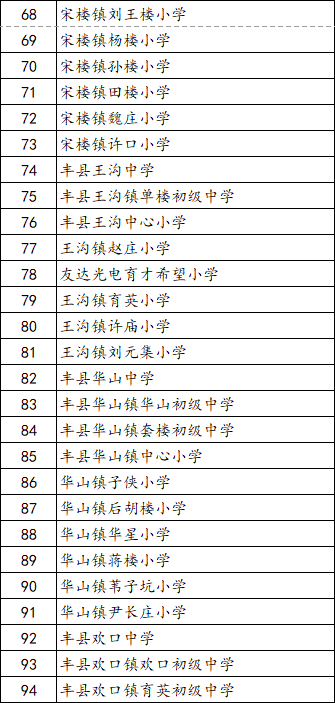 68 宋楼镇刘王楼小学
69 宋楼镇杨楼小学
70 宋楼镇孙楼小学
71 宋楼镇田楼小学
72 宋楼镇魏庄小学
73 宋楼镇许口小学
74 丰县王沟中学
75 丰县王沟镇单楼初级中学
76 丰县王沟中心小学
77 王沟镇赵庄小学
78 友达光电育才希望小学
79 王沟镇育英小学
80 王沟镇许庙小学
81 王沟镇刘元集小学
82 丰县华山中学
83 丰县华山镇华山初级中学
84 丰县华山镇套楼初级中学
85 丰县华山镇中心小学
86 华山镇子侠小学
87 华山镇后胡楼小学
88 华山镇华星小学
89 华山镇蒋楼小学
90 华山镇苇子坑小学
91 华山镇尹长庄小学
92 丰县欢口中学
93 丰县欢口镇欢口初级中学
94 丰县欢口镇育英初级中学